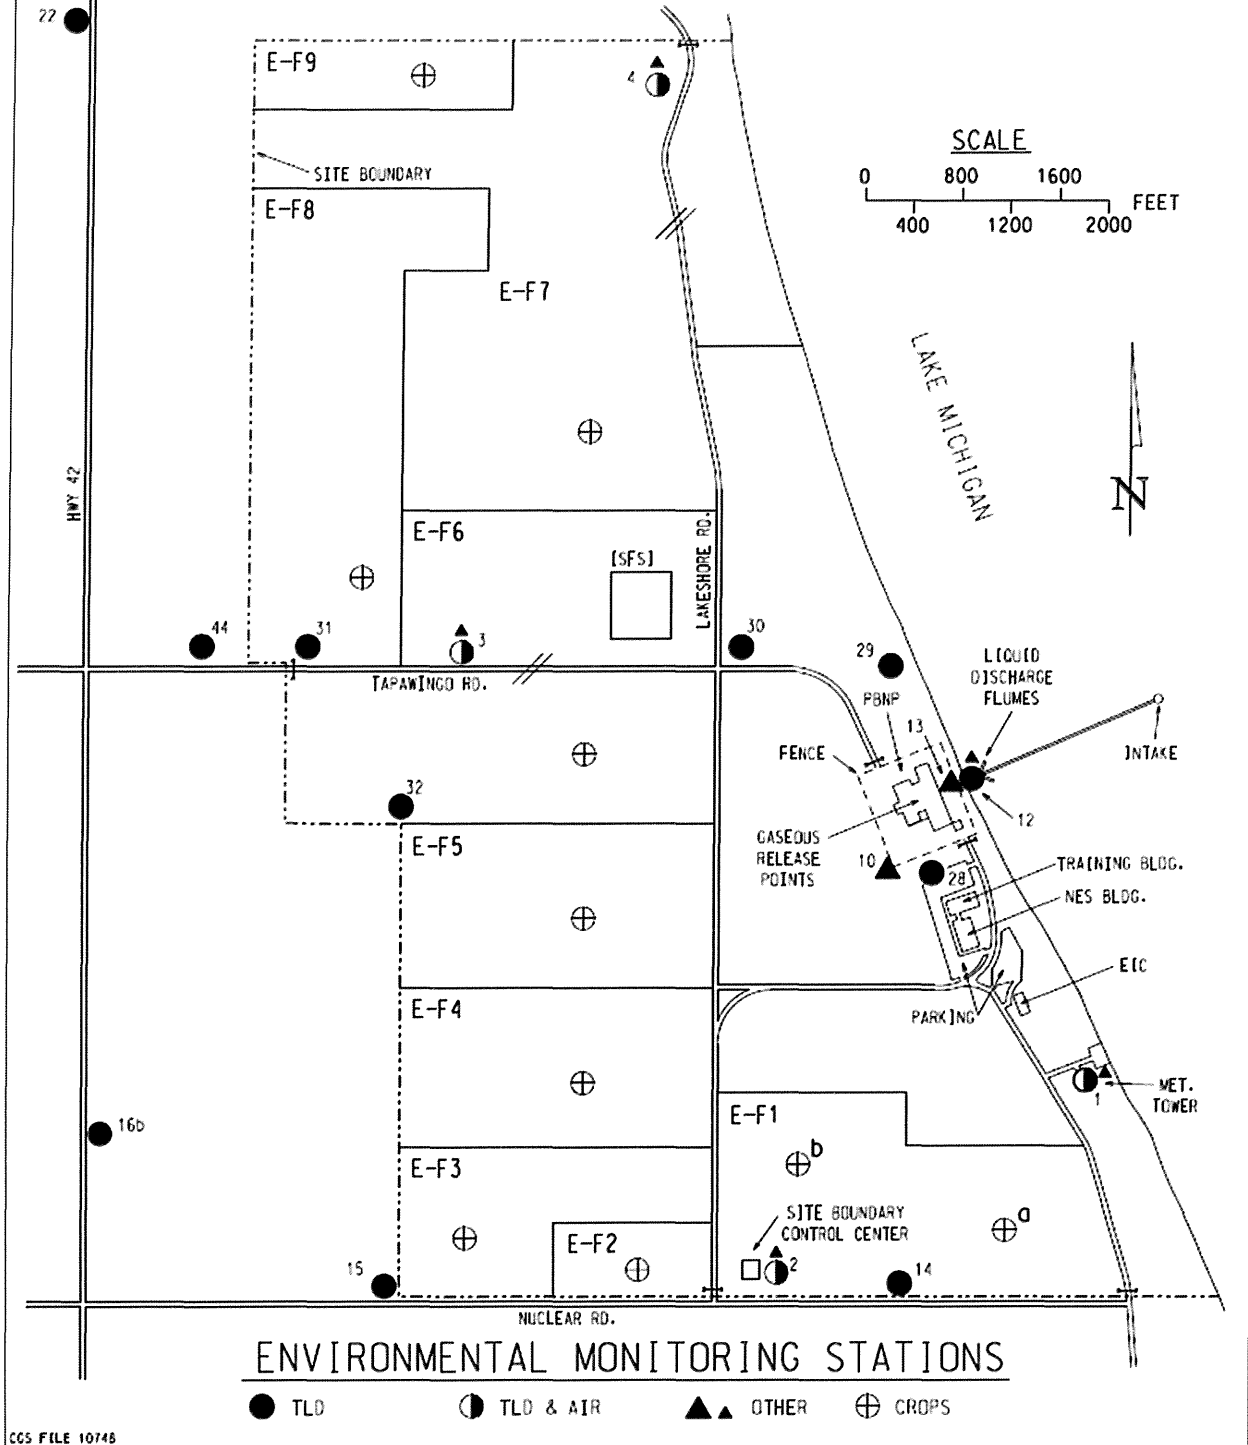 22
E-F9
4
SCALE
0 800 1600
FEET
400 1200 2000
SITE BOUNDARY
E-F8
E-F7
LAKE MICHIGAN
HWY 42
N
E-F6
[SFS]
LAKESHORE RD.
44
31
3
30
29
LIQUID
DISCHARGE
FLUMES
TAPAWINGO RD.
PBNP
13
FENCE
INTAKE
32
12
E-F5
GASEOUS
RELEASE
POINTS
10
28
TRAINING BLDG.
NES BLDG.
EIC
E-F4
PARKING
1
MET.
TOWER
E-F1
16b
b
E-F3
a
SITE BOUNDARY
CONTROL CENTER
E-F2
2
15
14
NUCLEAR RD.
ENVIRONMENTAL MONITORING STATIONS
TLD TLD & AIR OTHER CROPS
CGS FILE 10746